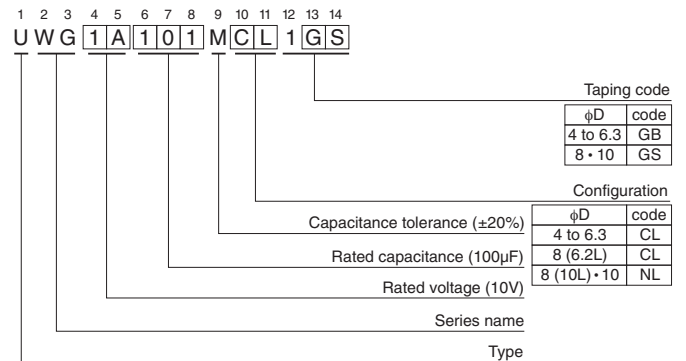 1 2 3 4 5 6 7 8 9 10 11 12 13 14
U W G 1 A 1 0 1 M C L 1 G S
Taping code
ϕD code
4 to 6.3 GB
8 • 10 GS
Configuration
ϕD code
4 to 6.3 CL
8 (6.2L) CL
8 (10L) • 10 NL
Capacitance tolerance (±20%)
Rated capacitance (100µF)
Rated voltage (10V)
Series name
Type